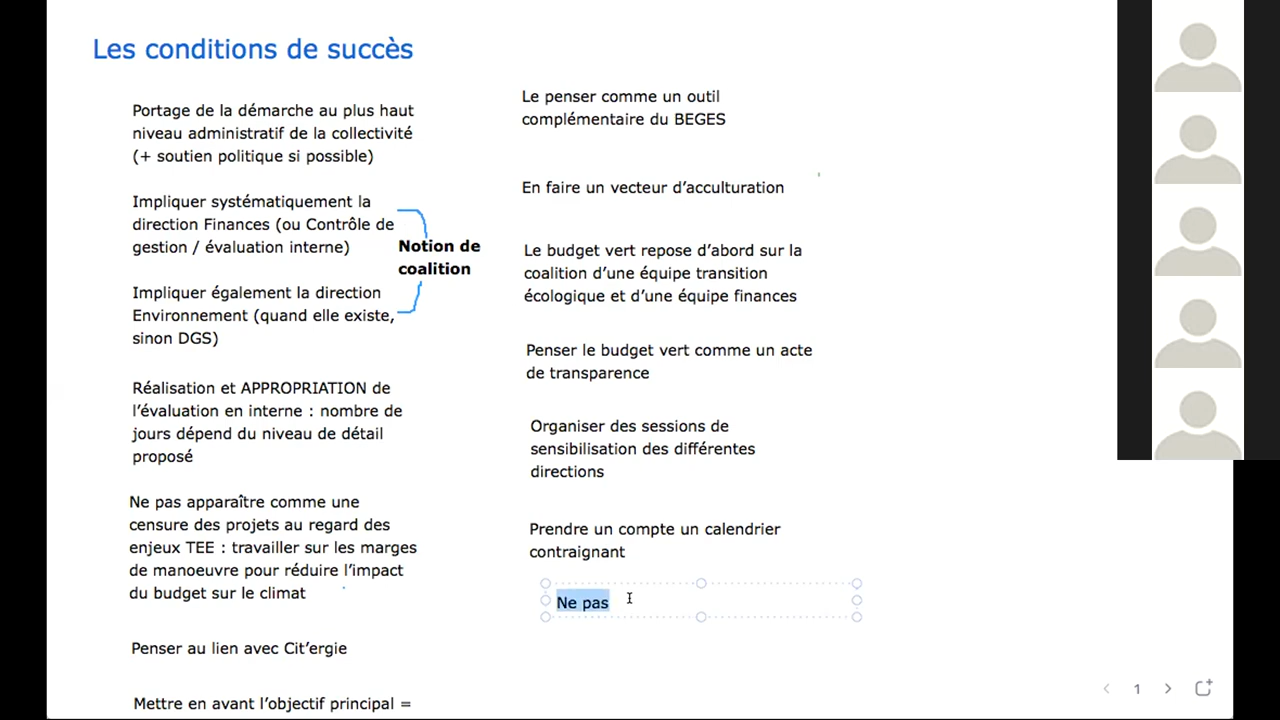 Les conditions de succès
Portage de la démarche au plus haut
niveau administratif de la collectivité
(+ soutien politique si possible)
Impliquer systématiquement la
direction Finances (ou Contrôle de
gestion / évaluation interne)
Notion de
coalition
Impliquer également la direction
Environnement (quand elle existe,
sinon DGS)
Réalisation et APPROPRIATION de
l’évaluation en interne : nombre de
jours dépend du niveau de détail
proposé
Ne pas apparaître comme une
censure des projets au regard des
enjeux TEE : travailler sur les marges
de manoeuvre pour réduire l’impact
du budget sur le climat
Penser au lien avec Cit’ergie
Mettre en avant l’objectif principal =
Le penser comme un outil
complémentaire du BEGES
En faire un vecteur d’acculturation
Le budget vert repose d’abord sur la
coalition d’une équipe transition
écologique et d’une équipe finances
Penser le budget vert comme un acte
de transparence
Organiser des sessions de
sensibilisation des différentes
directions
Prendre un compte un calendrier
contraignant
Ne pas
1